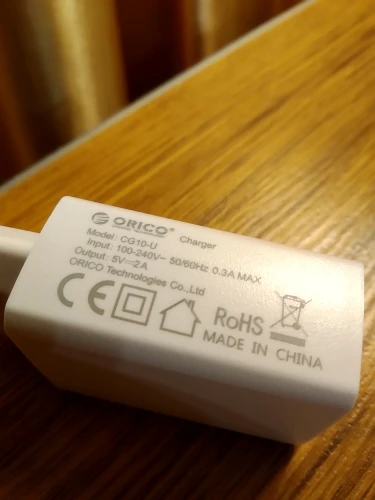 ORICO® Charger
Model: CG10-U
Input: 100-240V~ 50/60Hz 0.3A MAX
Output: 5V⎓2A
ORICO Technologies Co.,Ltd
CE RoHS
MADE IN CHINA